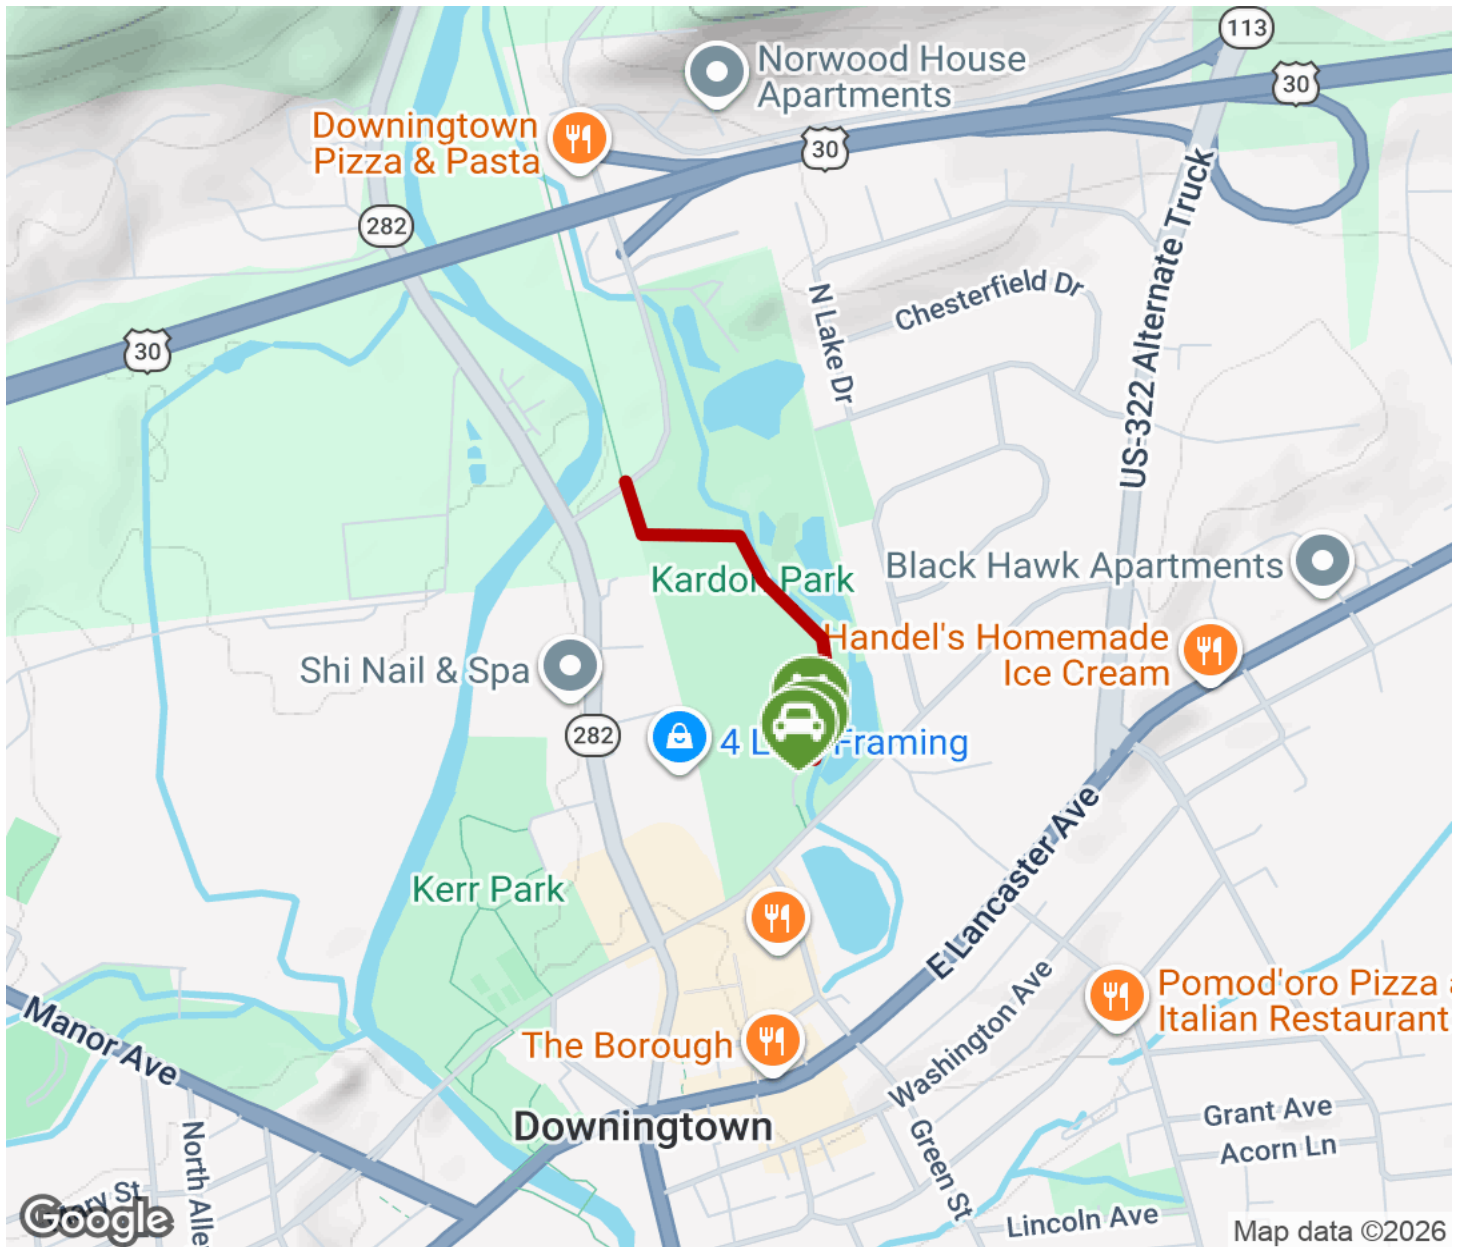 113
Norwood House
Apartments
30
Downingtown
Pizza & Pasta
30
282
US-322 Alternate Truck
Chesterfield Dr
N Lake Dr
30
Black Hawk Apartments
Kardon Park
Handel's Homemade
Ice Cream
Shi Nail & Spa
282
4 L
Framing
E Lancaster Ave
Kerr Park
Pomod'oro Pizza
Italian Restaurant
Manor Ave
The Borough
Washington Ave
Downingtown
Grant Ave
Acorn Ln
Green St
North Alle
St
Lincoln Ave
Google
Map data ©2026